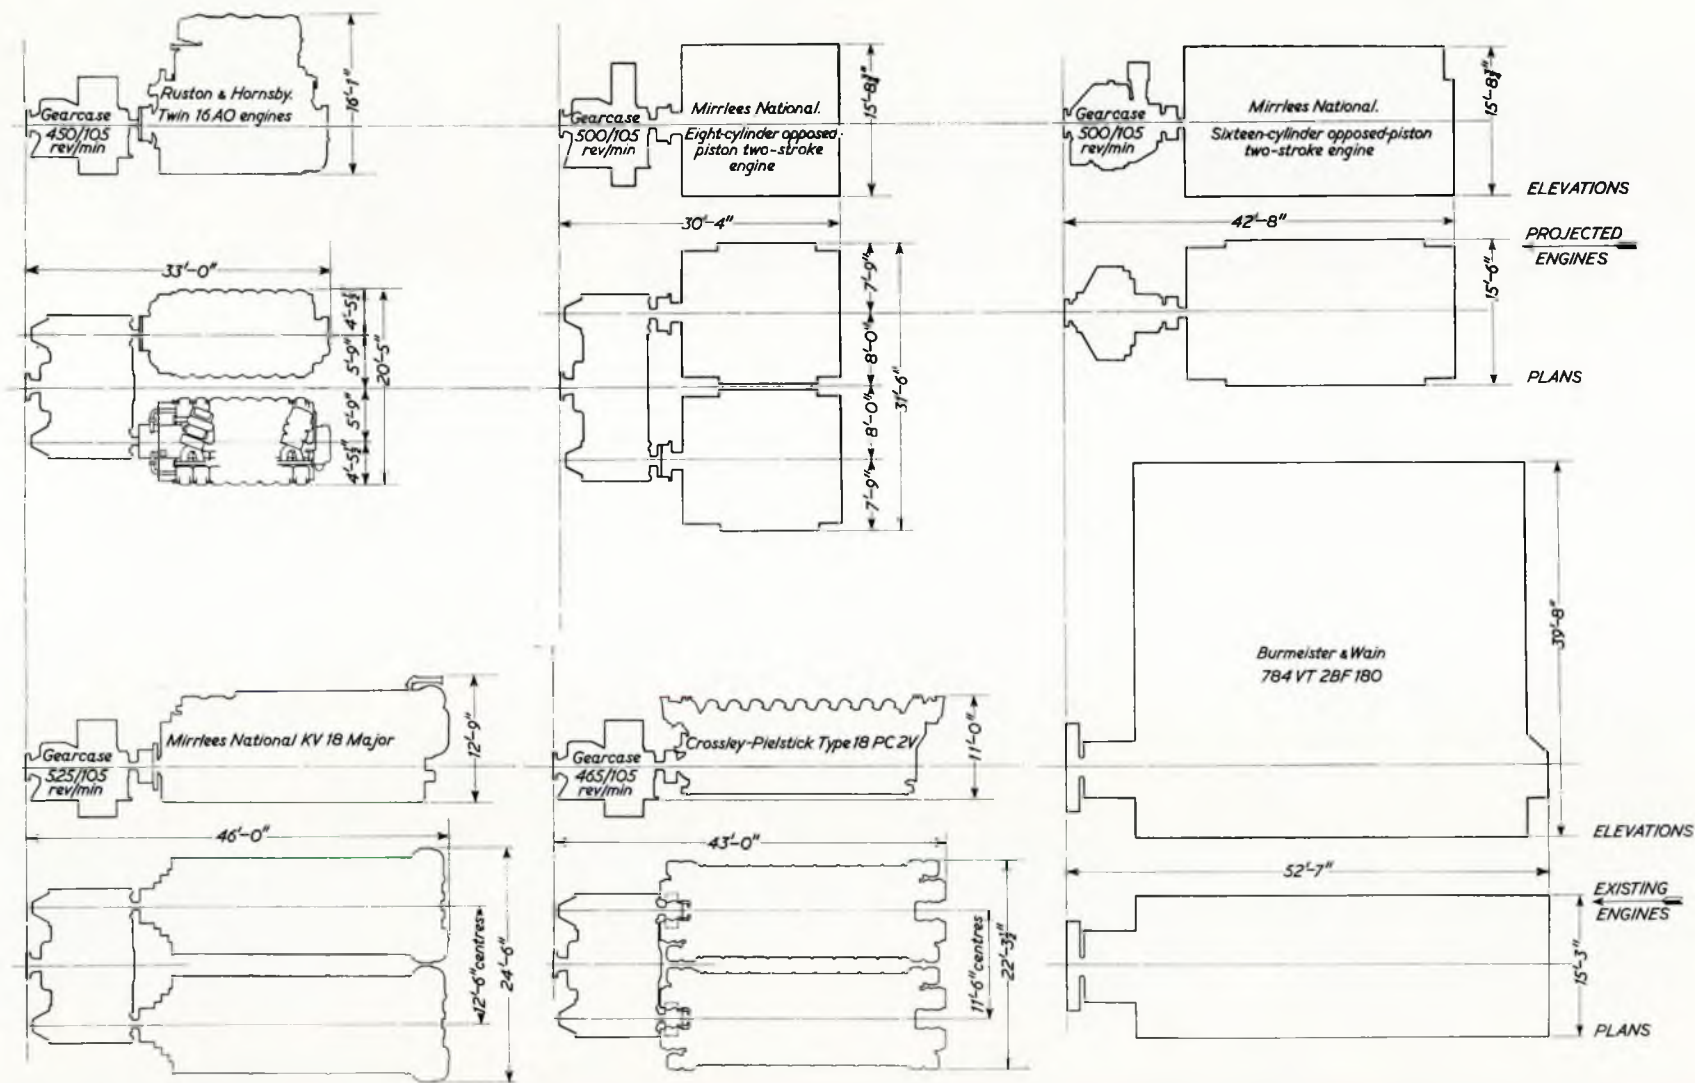 Ruston & Hornsby.
Twin 16 AO engines
Gearcase
450/105
rev/min
16'-1"
33'-0"
4'-5½"
5'-9"
20'-5"
5'-9"
4'-5½"
Mirrlees National.
Eight-cylinder opposed-
piston two-stroke
engine
Gearcase
500/105
rev/min
15'-8¾"
30'-4"
7'-9"
8'-0"
31'-6"
8'-0"
7'-9"
Mirrlees National.
Sixteen-cylinder opposed-piston
two-stroke engine
Gearcase
500/105
rev/min
15'-8¾"
42'-8"
15'-6"
ELEVATIONS
PROJECTED
ENGINES
PLANS
Mirrlees National KV 18 Major
Gearcase
525/105
rev/min
12'-9"
46'-0"
12'-6" centres
24'-6"
Crossley-Pielstick Type 18 PC 2V
Gearcase
465/105
rev/min
11'-0"
43'-0"
11'-6" centres
22'-3½"
Burmeister & Wain
784 VT 2BF 180
39'-8"
52'-7"
15'-3"
ELEVATIONS
EXISTING
ENGINES
PLANS